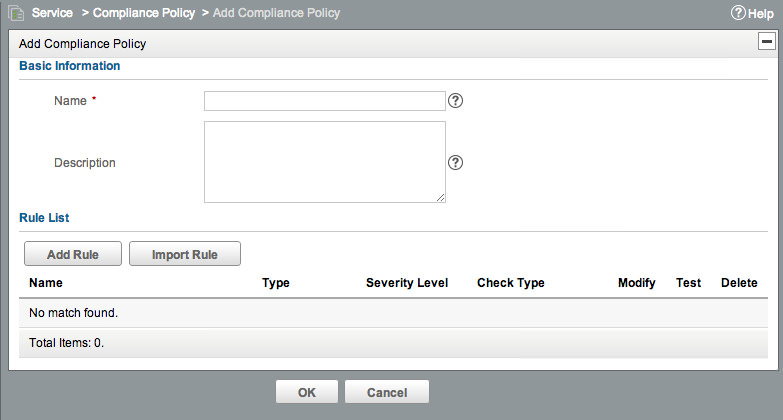 Service > Compliance Policy > Add Compliance Policy
? Help
Add Compliance Policy
Basic Information
Name *
?
Description
?
Rule List
Add Rule Import Rule
Name Type Severity Level Check Type Modify Test Delete
No match found.
Total Items: 0.
OK Cancel